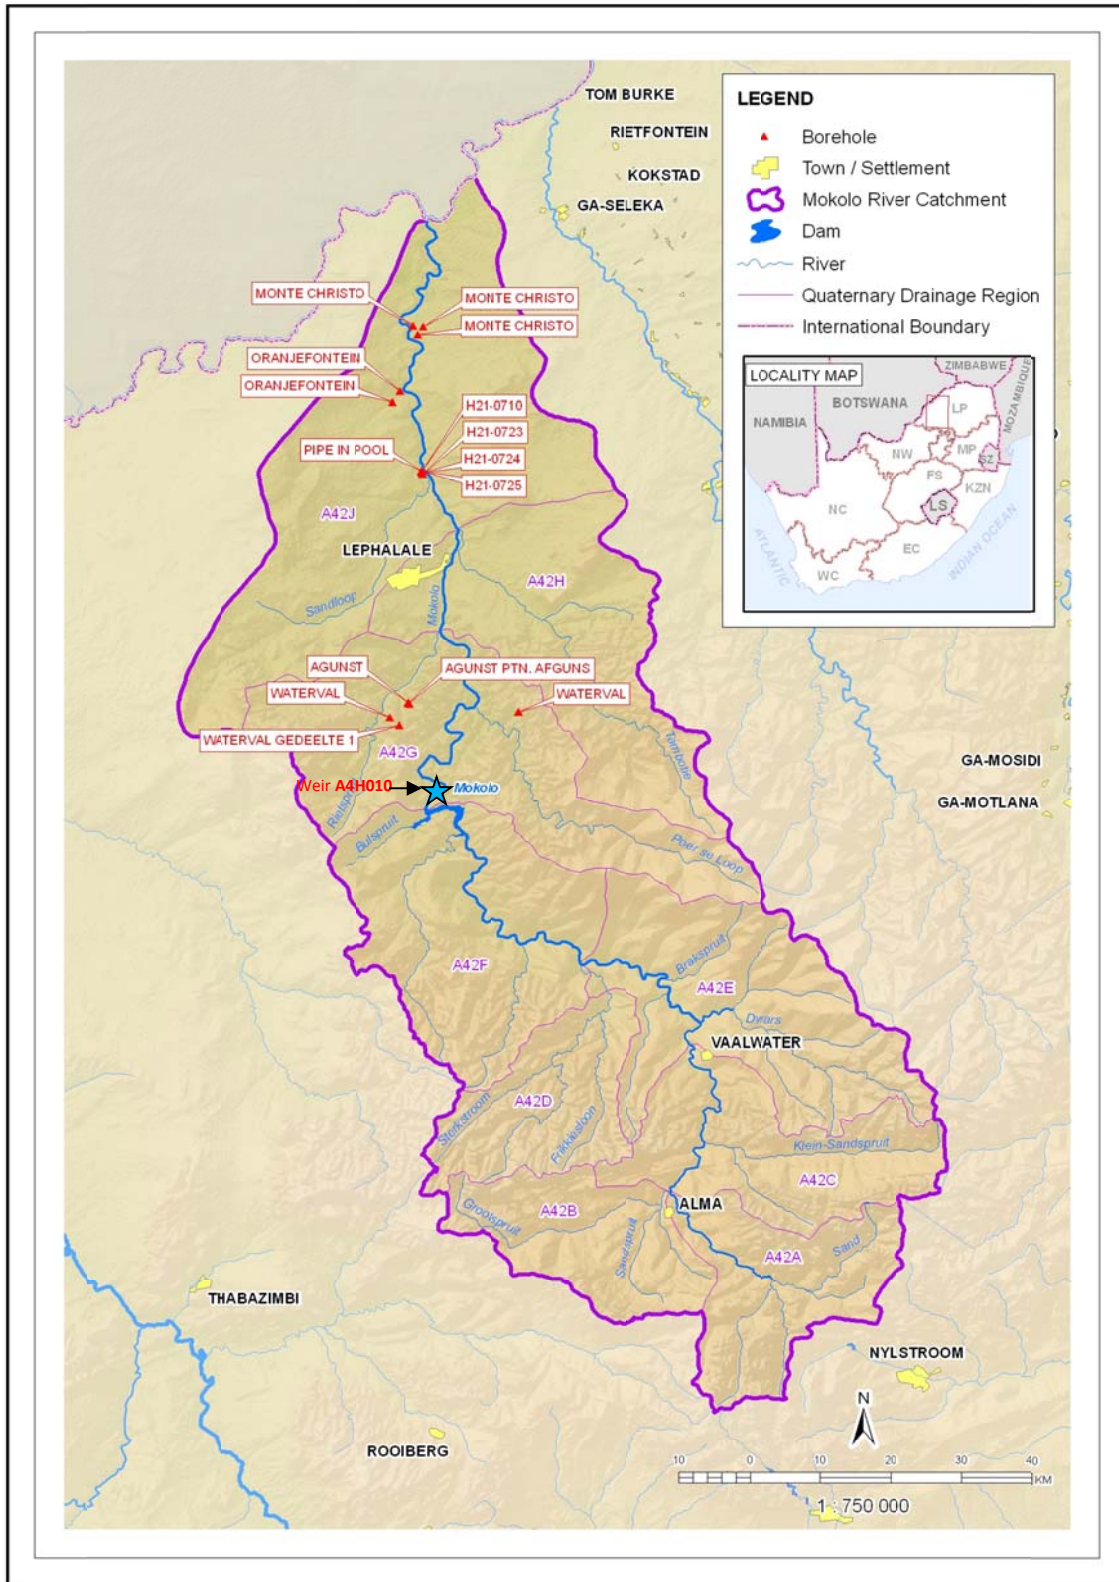 TOM BURKE
RIETFONTEIN
KOKSTAD
GA-SELEKA
LEGEND
Borehole
Town / Settlement
Mokolo River Catchment
Dam
River
Quaternary Drainage Region
International Boundary
LOCALITY MAP
ZIMBABWE
BOTSWANA
MOZAMBIQUE
NAMIBIA
LP
NW
MP
SZ
FS
KZN
NC
LS
EC
WC
ATLANTIC
INDIAN OCEAN
MONTE CHRISTO
MONTE CHRISTO
MONTE CHRISTO
ORANJEFONTEIN
ORANJEFONTEIN
H21-0710
H21-0723
PIPE IN POOL
H21-0724
H21-0725
A42J
LEPHALALE
A42H
Sandloop
Mokolo
AGUNST
AGUNST PTN. AFGUNS
WATERVAL
WATERVAL
WATERVAL GEDEELTE 1
A42G
Tambotie
GA-MOSIDI
Weir A4H010
Mokolo
GA-MOTLANA
Rietspruit
Bulspruit
Poer se Loop
A42F
Brakspruit
A42E
Dwars
VAALWATER
A42D
Sterkstroom
Frikkiesloon
Klein-Sandspruit
A42C
Grootspruit
A42B
ALMA
Sandspruit
A42A
Sand
THABAZIMBI
NYLSTROOM
N
ROOIBERG
10 0 10 20 30 40
KM
1 : 750 000